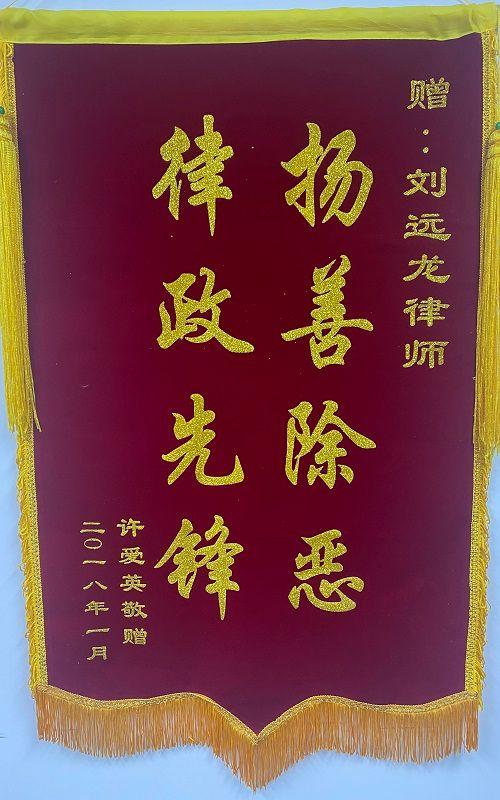 赠：刘远龙律师
扬善除恶
律政先锋
许爱英敬赠
二〇一八年一月